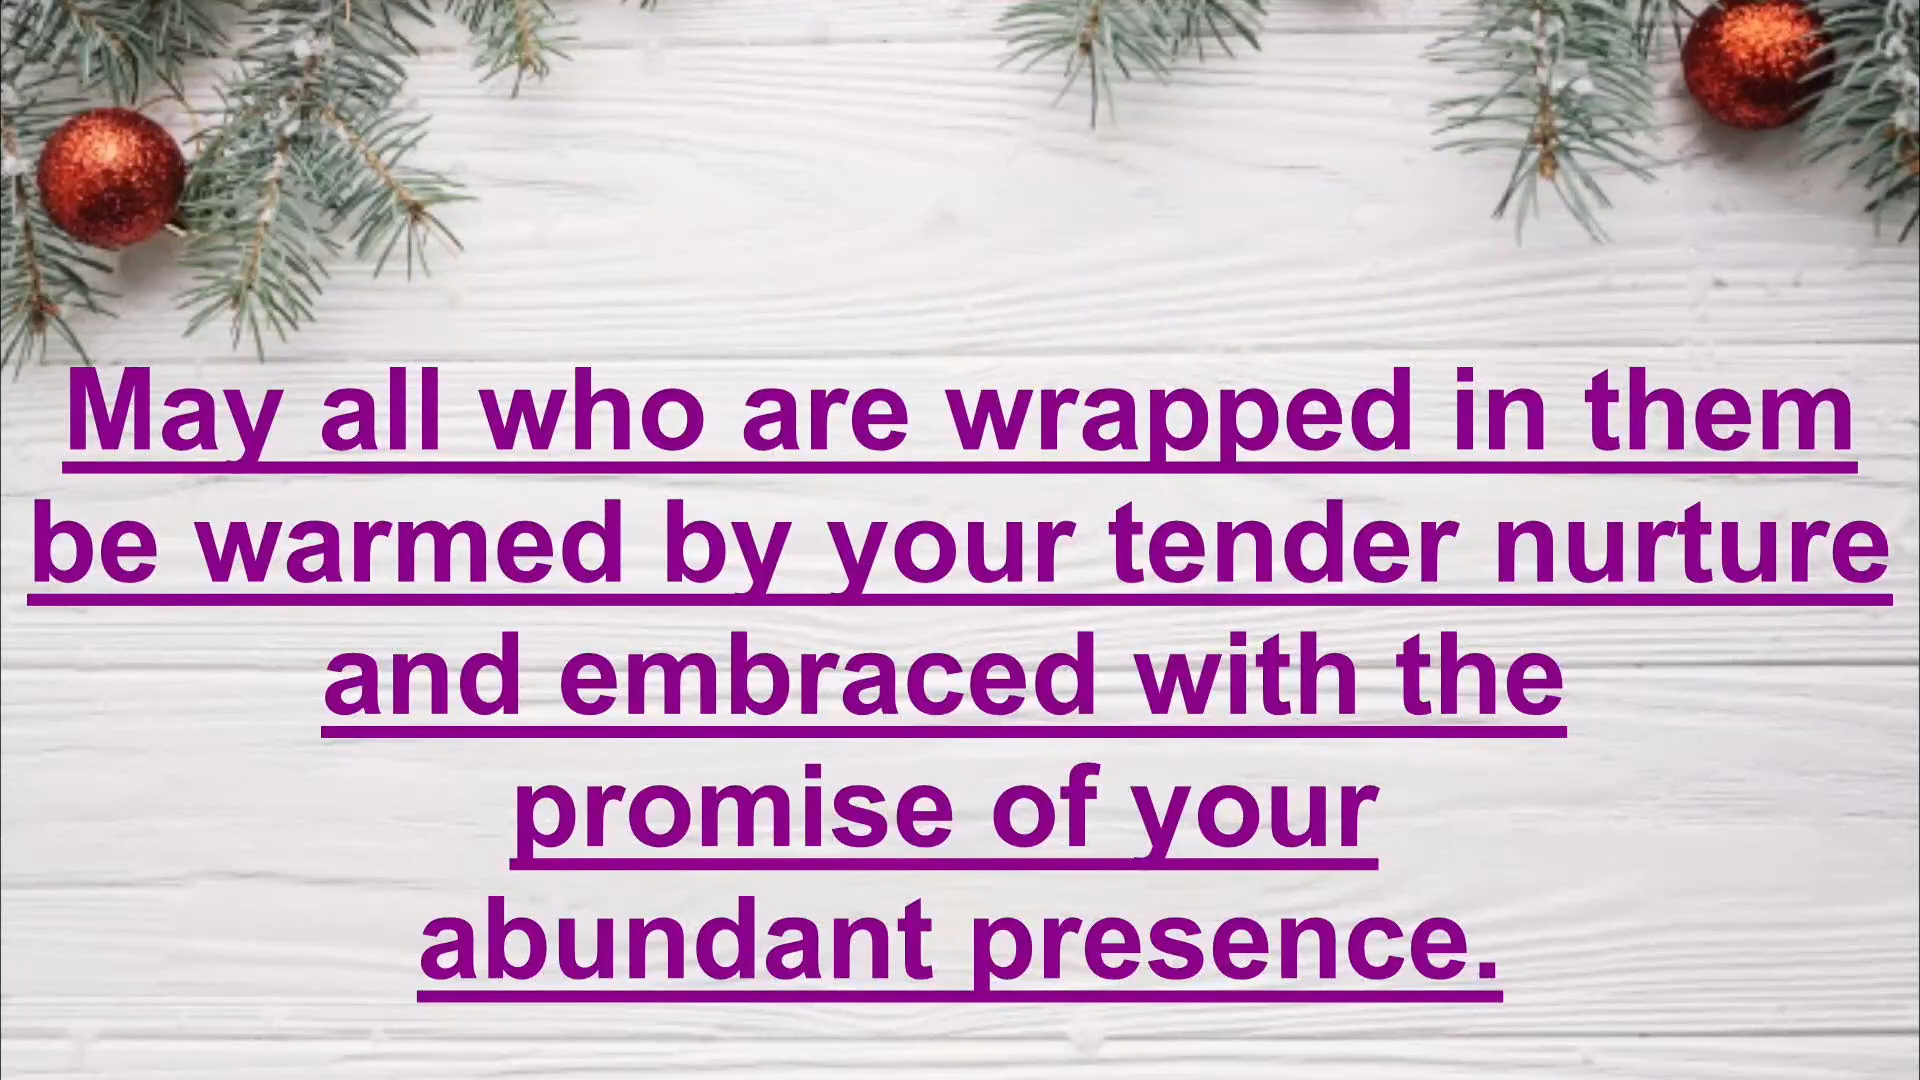 May all who are wrapped in them
be warmed by your tender nurture
and embraced with the
promise of your
abundant presence.